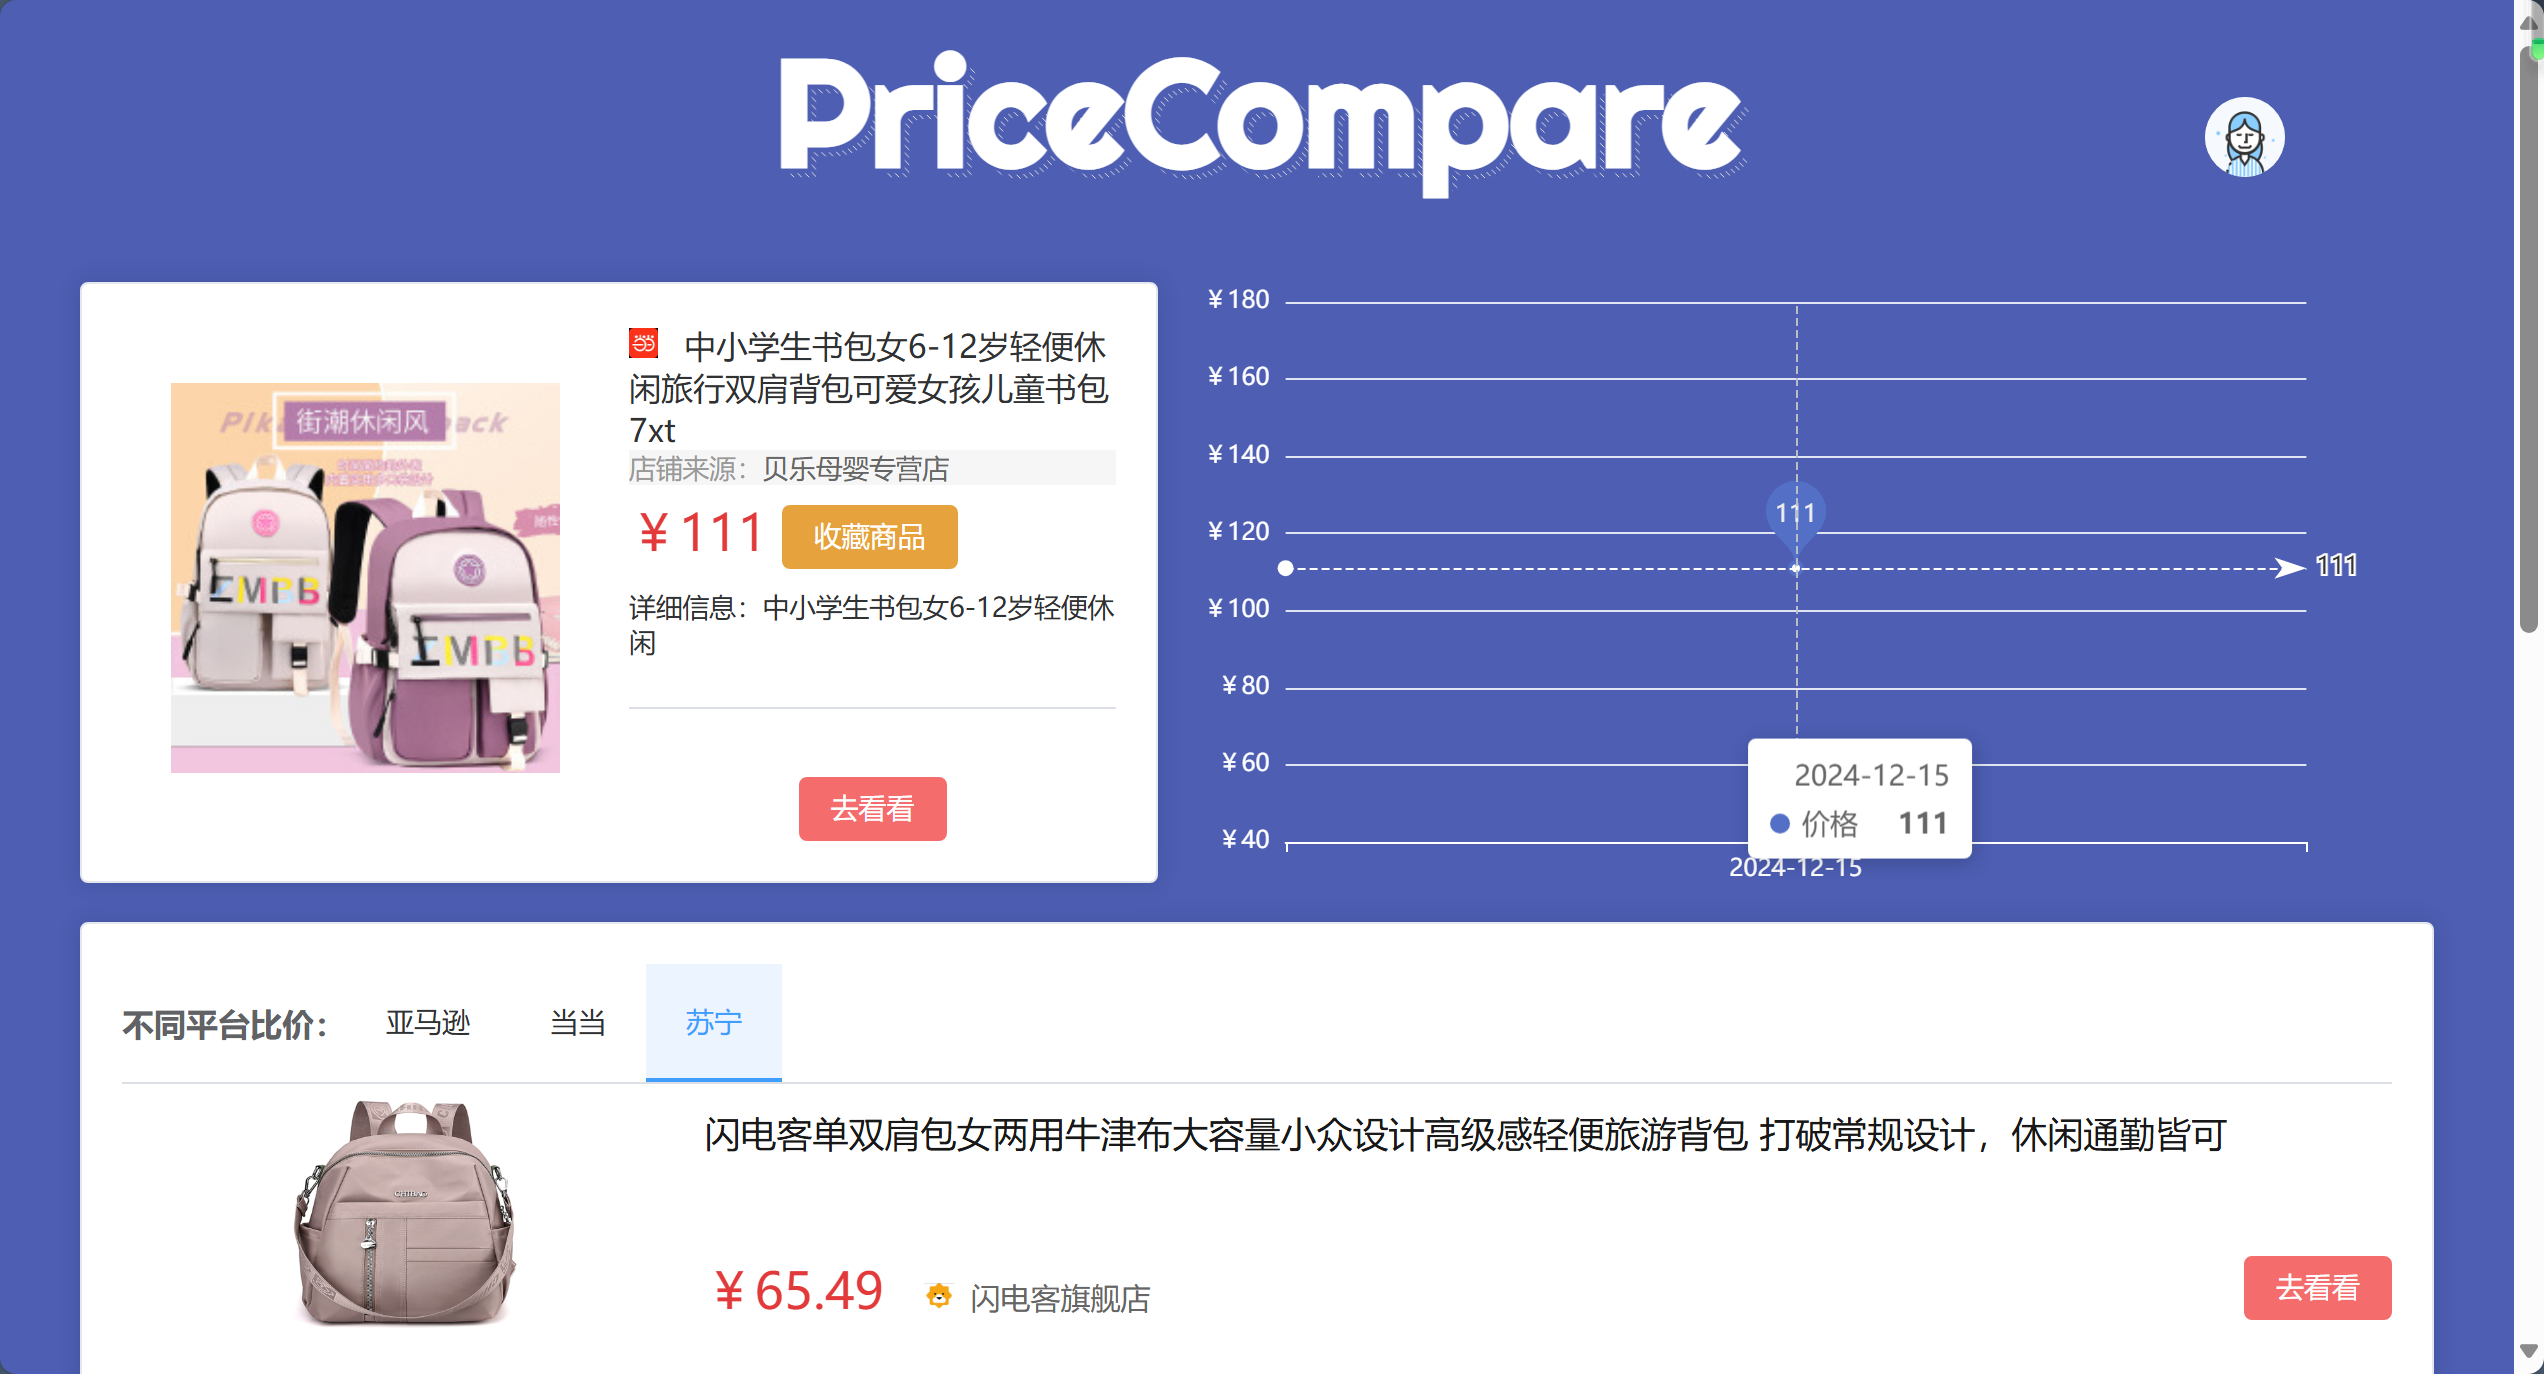 PriceCompare
中小学生书包女6-12岁轻便休
闲旅行双肩背包可爱女孩儿童书包
7xt
店铺来源：贝乐母婴专营店
¥ 111
收藏商品
详细信息：中小学生书包女6-12岁轻便休
闲
去看看
街潮休闲风
¥ 180
¥ 160
¥ 140
¥ 120
¥ 100
¥ 80
¥ 60
¥ 40
111
111
2024-12-15
价格 111
2024-12-15
不同平台比价：
亚马逊
当当
苏宁
闪电客单双肩包女两用牛津布大容量小众设计高级感轻便旅游背包 打破常规设计，休闲通勤皆可
¥ 65.49
闪电客旗舰店
去看看